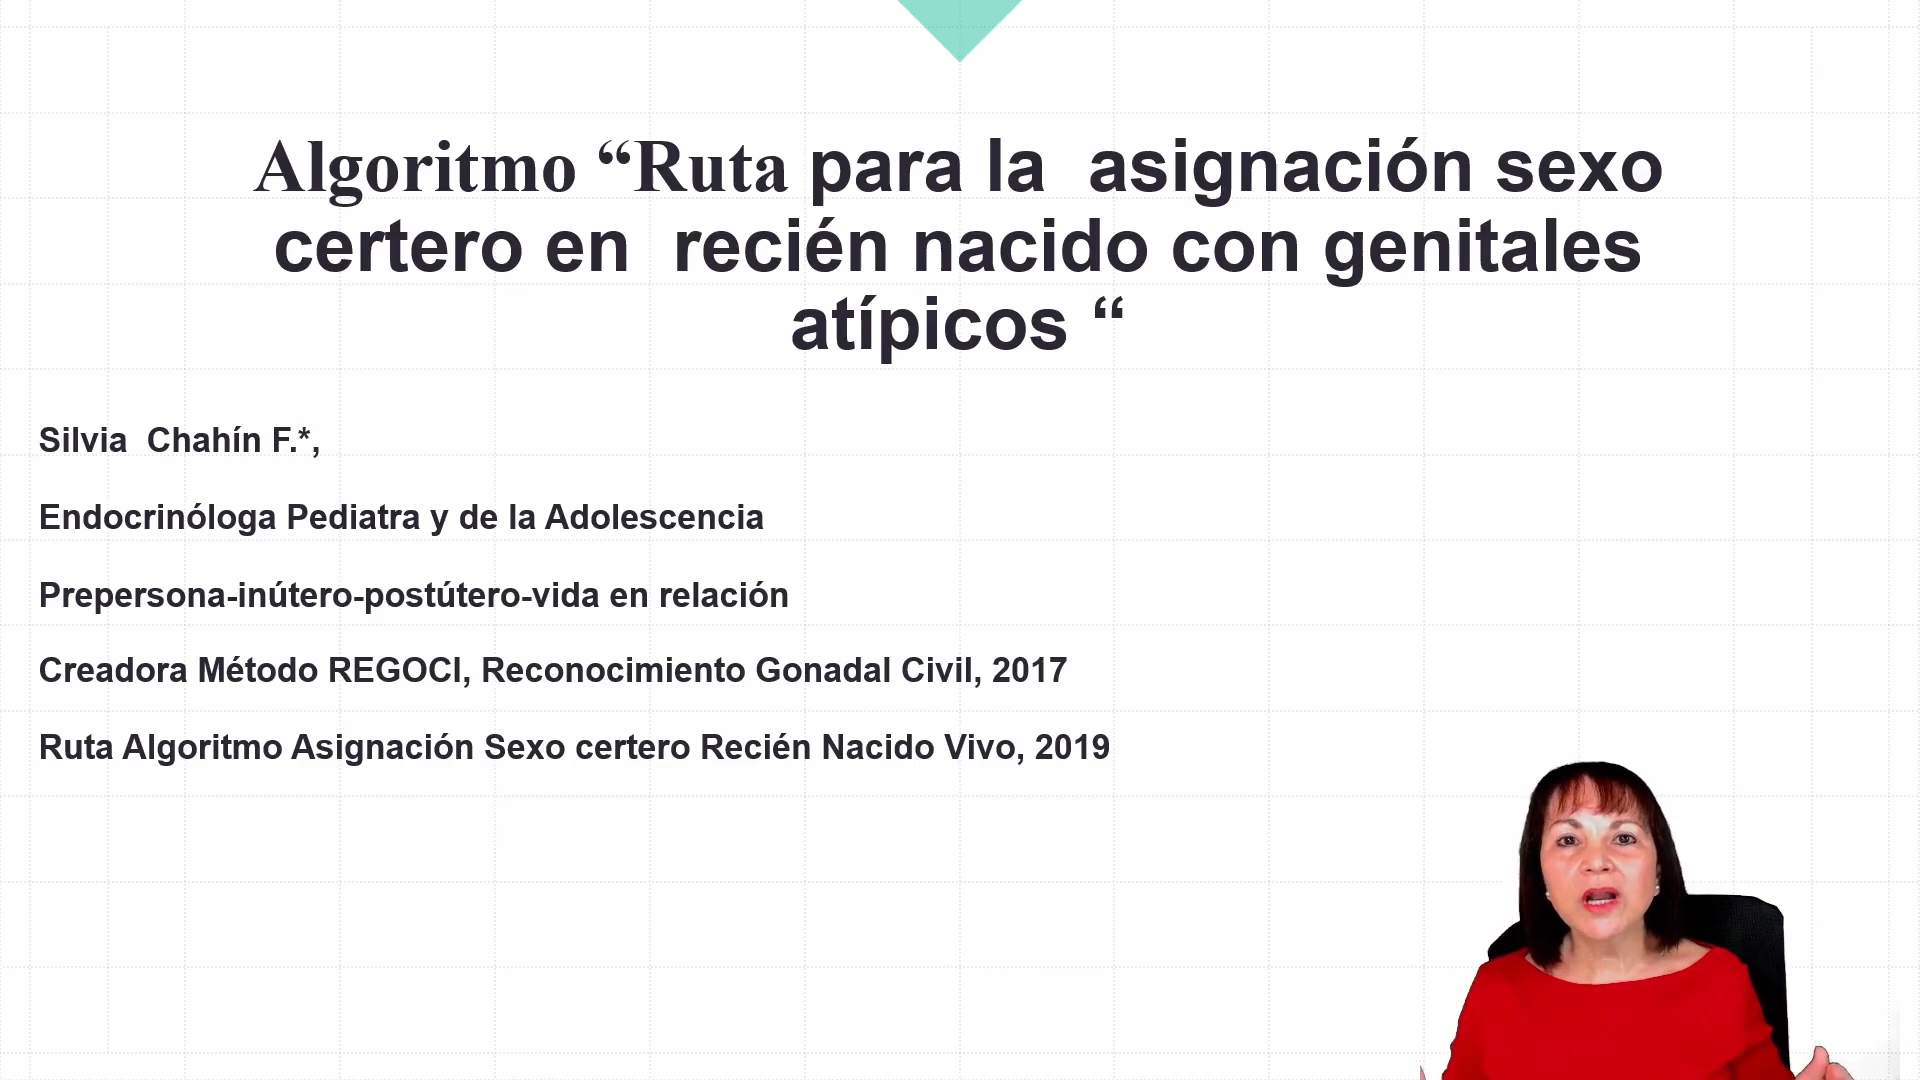 Algoritmo “Ruta para la asignación sexo
certero en recién nacido con genitales
atípicos “
Silvia Chahín F.*,
Endocrinóloga Pediatra y de la Adolescencia
Prepersona-inútero-postútero-vida en relación
Creadora Método REGOCI, Reconocimiento Gonadal Civil, 2017
Ruta Algoritmo Asignación Sexo certero Recién Nacido Vivo, 2019